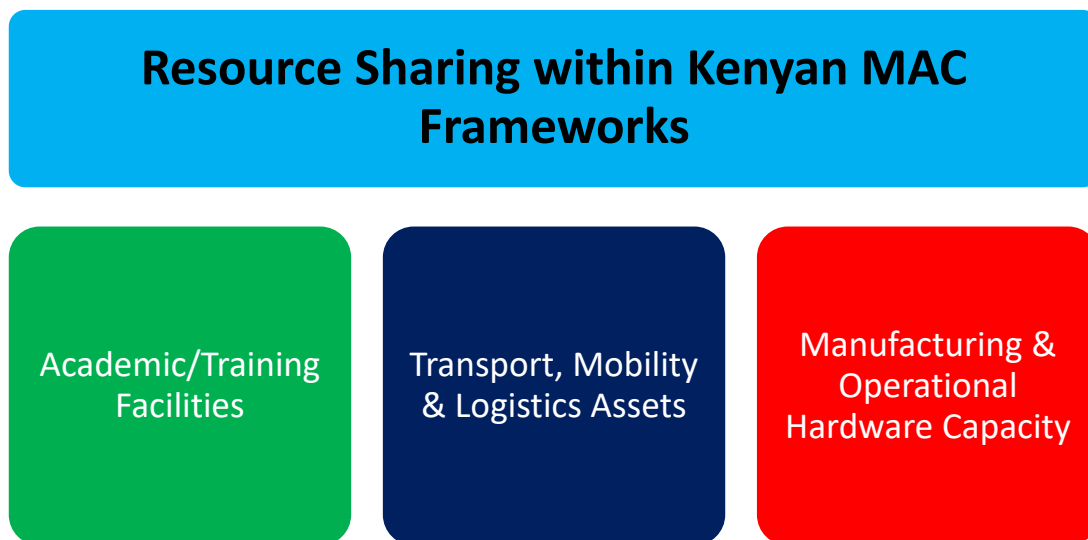 Resource Sharing within Kenyan MAC
Frameworks
Academic/Training
Facilities
Transport, Mobility
& Logistics Assets
Manufacturing &
Operational
Hardware Capacity